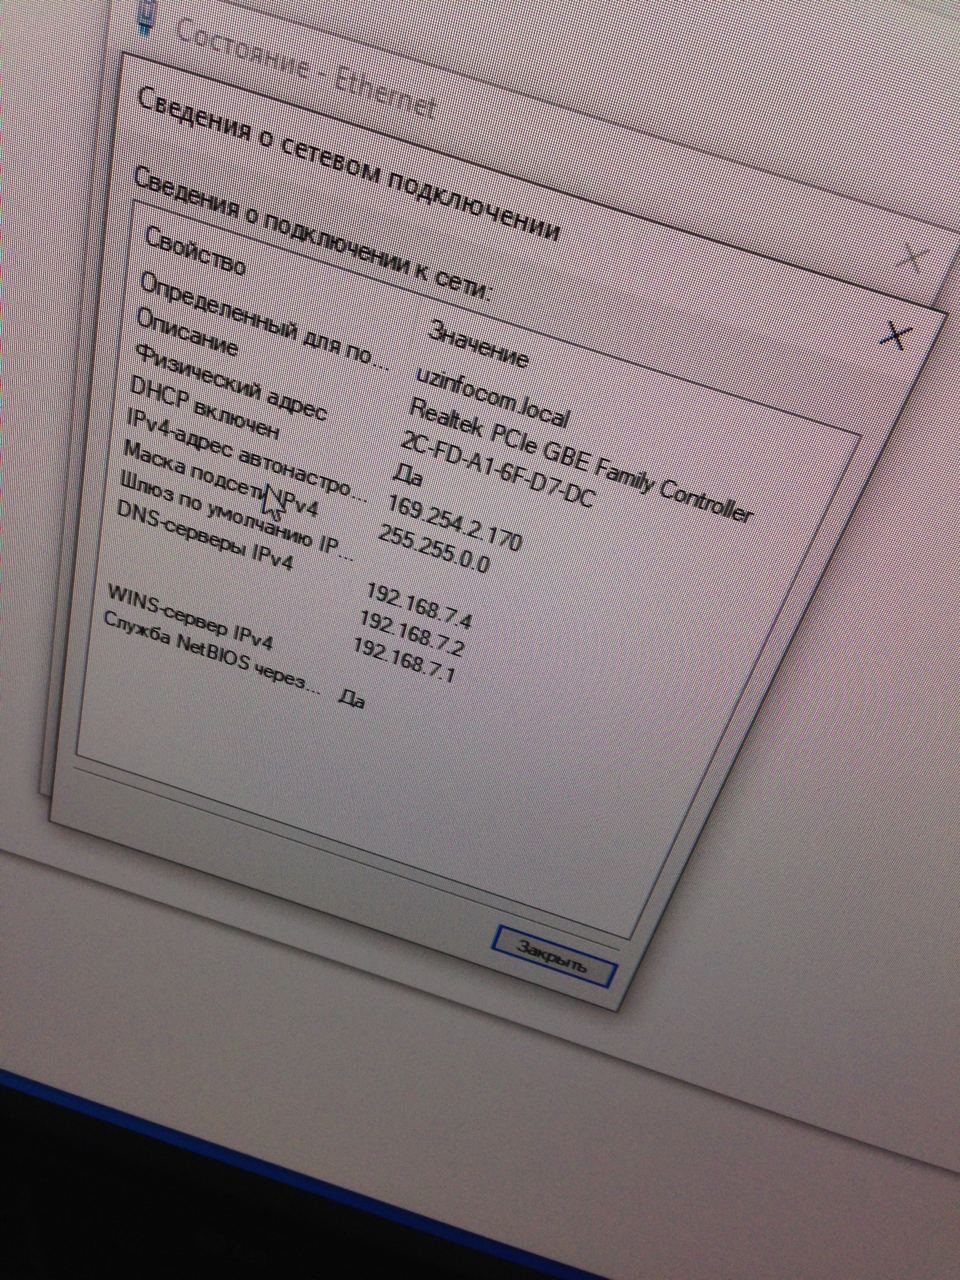 Состояние - Ethernet
Сведения о сетевом подключении
Сведения о подключении к сети:
Свойство Значение
Определенный для по... uzinfocom.local
Описание Realtek PCIe GBE Family Controller
Физический адрес 2C-FD-A1-6F-D7-DC
DHCP включен Да
IPv4-адрес автонастро... 169.254.2.170
Маска подсети IPv4 255.255.0.0
Шлюз по умолчанию IP...
DNS-серверы IPv4 192.168.7.4
192.168.7.2
WINS-сервер IPv4 192.168.7.1
Служба NetBIOS через... Да
Закрыть